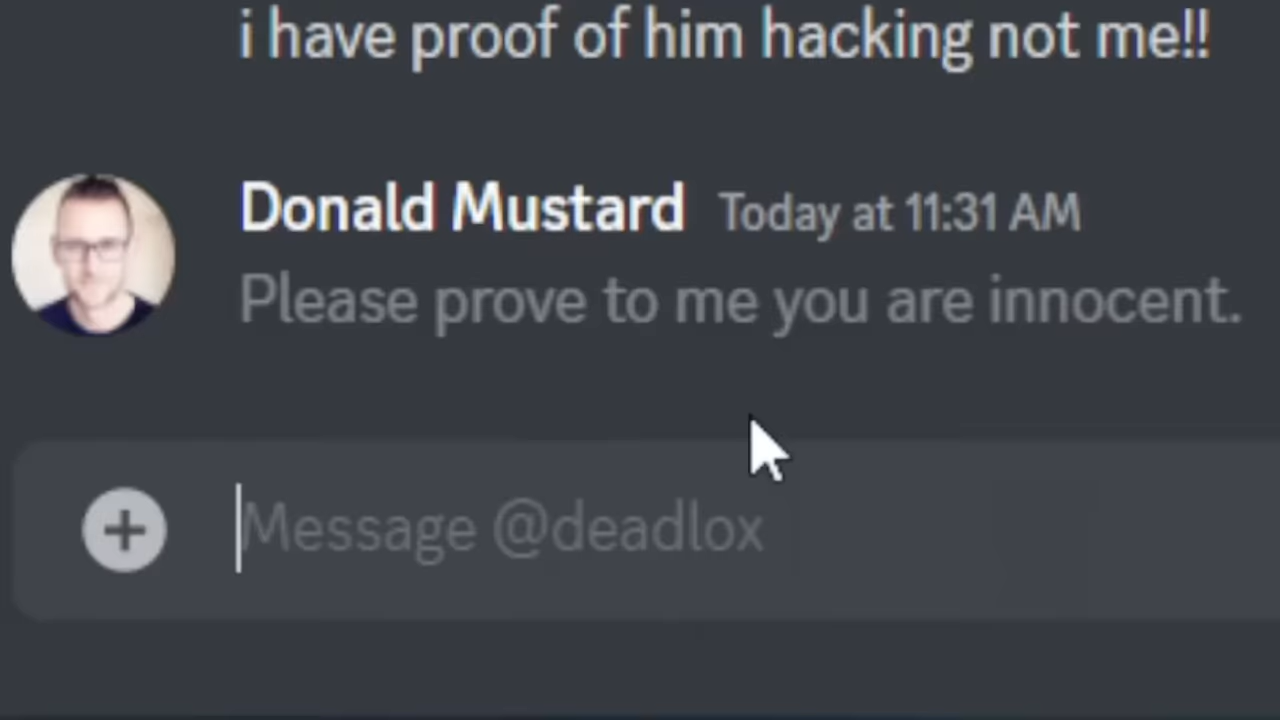 i have proof of him hacking not me!!
Donald Mustard Today at 11:31 AM
Please prove to me you are innocent.
Message @deadlox